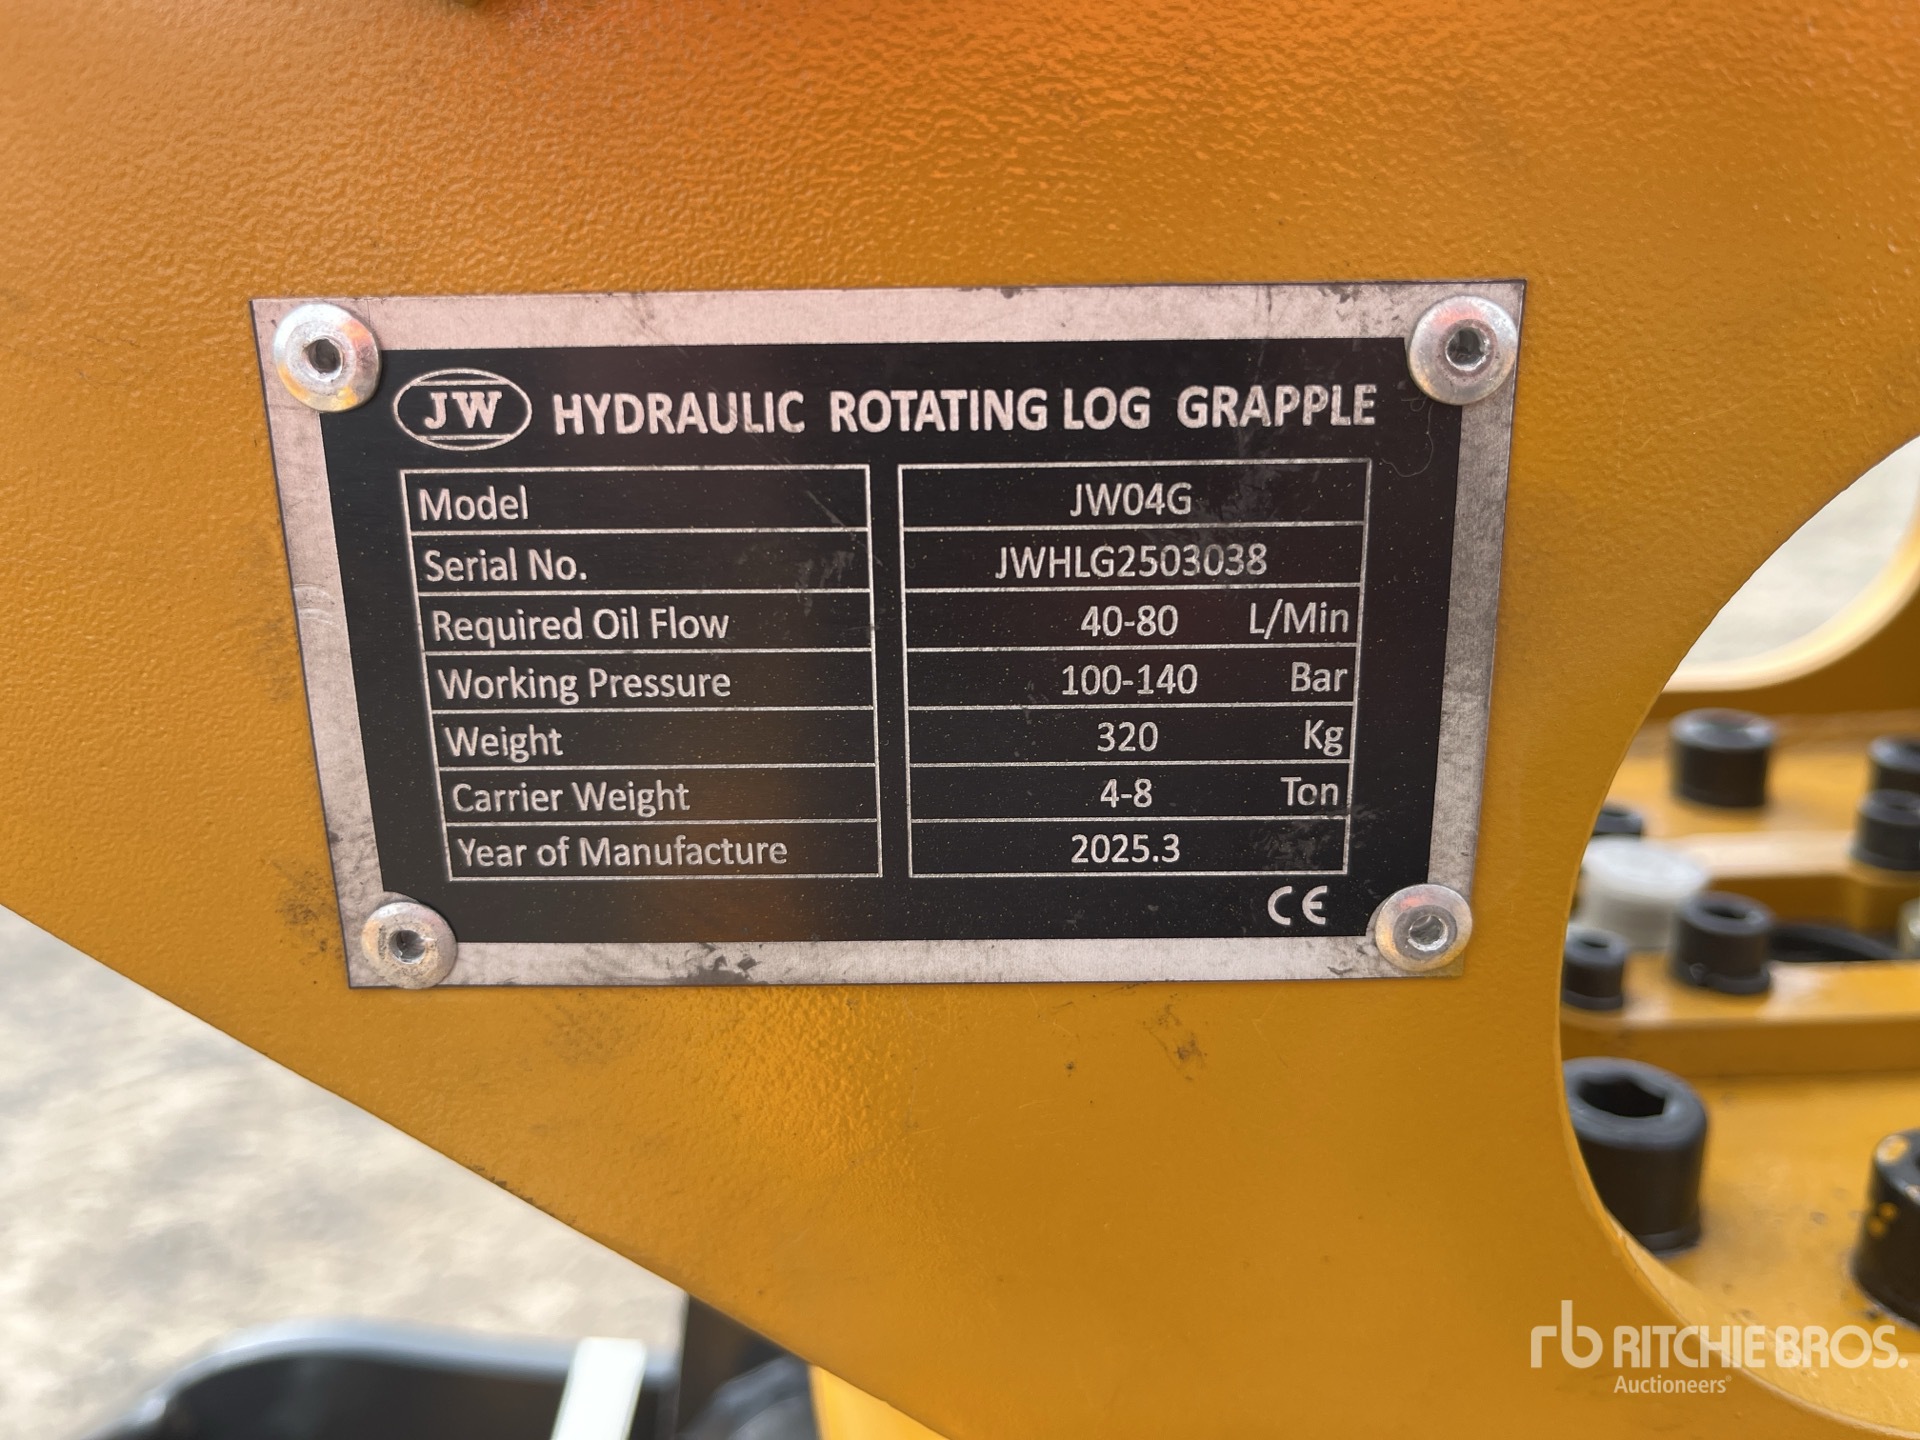 JW HYDRAULIC ROTATING LOG GRAPPLE
Model JW04G
Serial No. JWHLG2503038
Required Oil Flow 40-80 L/Min
Working Pressure 100-140 Bar
Weight 320 Kg
Carrier Weight 4-8 Ton
Year of Manufacture 2025.3
CE
rb RITCHIE BROS.
Auctioneers